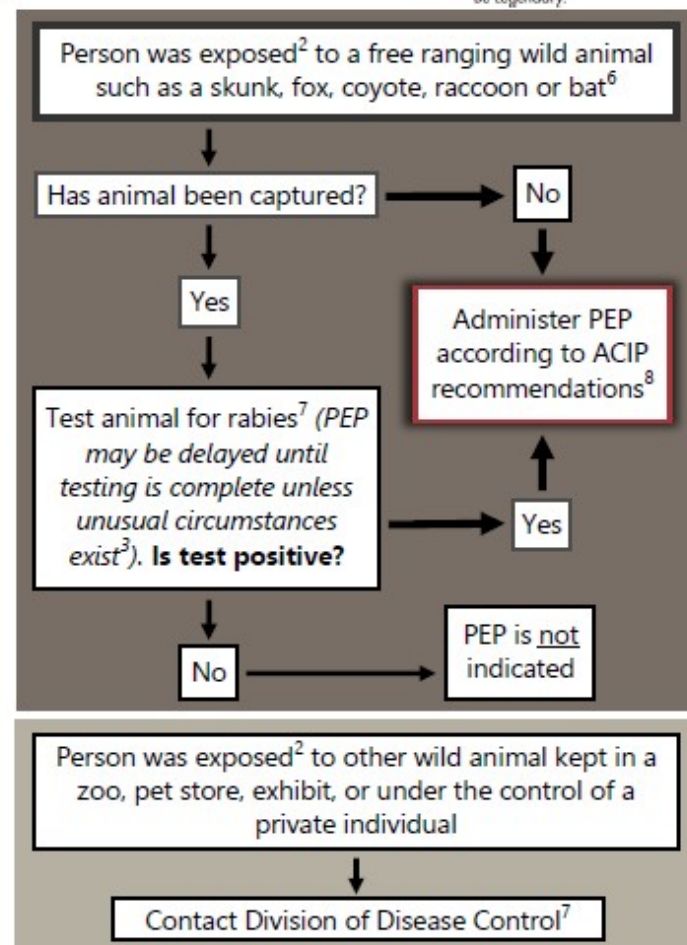 be Legendary.
Person was exposed² to a free ranging wild animal
such as a skunk, fox, coyote, raccoon or bat⁶
Has animal been captured?
No
Yes
Administer PEP
according to ACIP
recommendations⁸
Test animal for rabies⁷ (PEP
may be delayed until
testing is complete unless
unusual circumstances
exist³). Is test positive?
Yes
No
PEP is not
indicated
Person was exposed² to other wild animal kept in a
zoo, pet store, exhibit, or under the control of a
private individual
Contact Division of Disease Control⁷